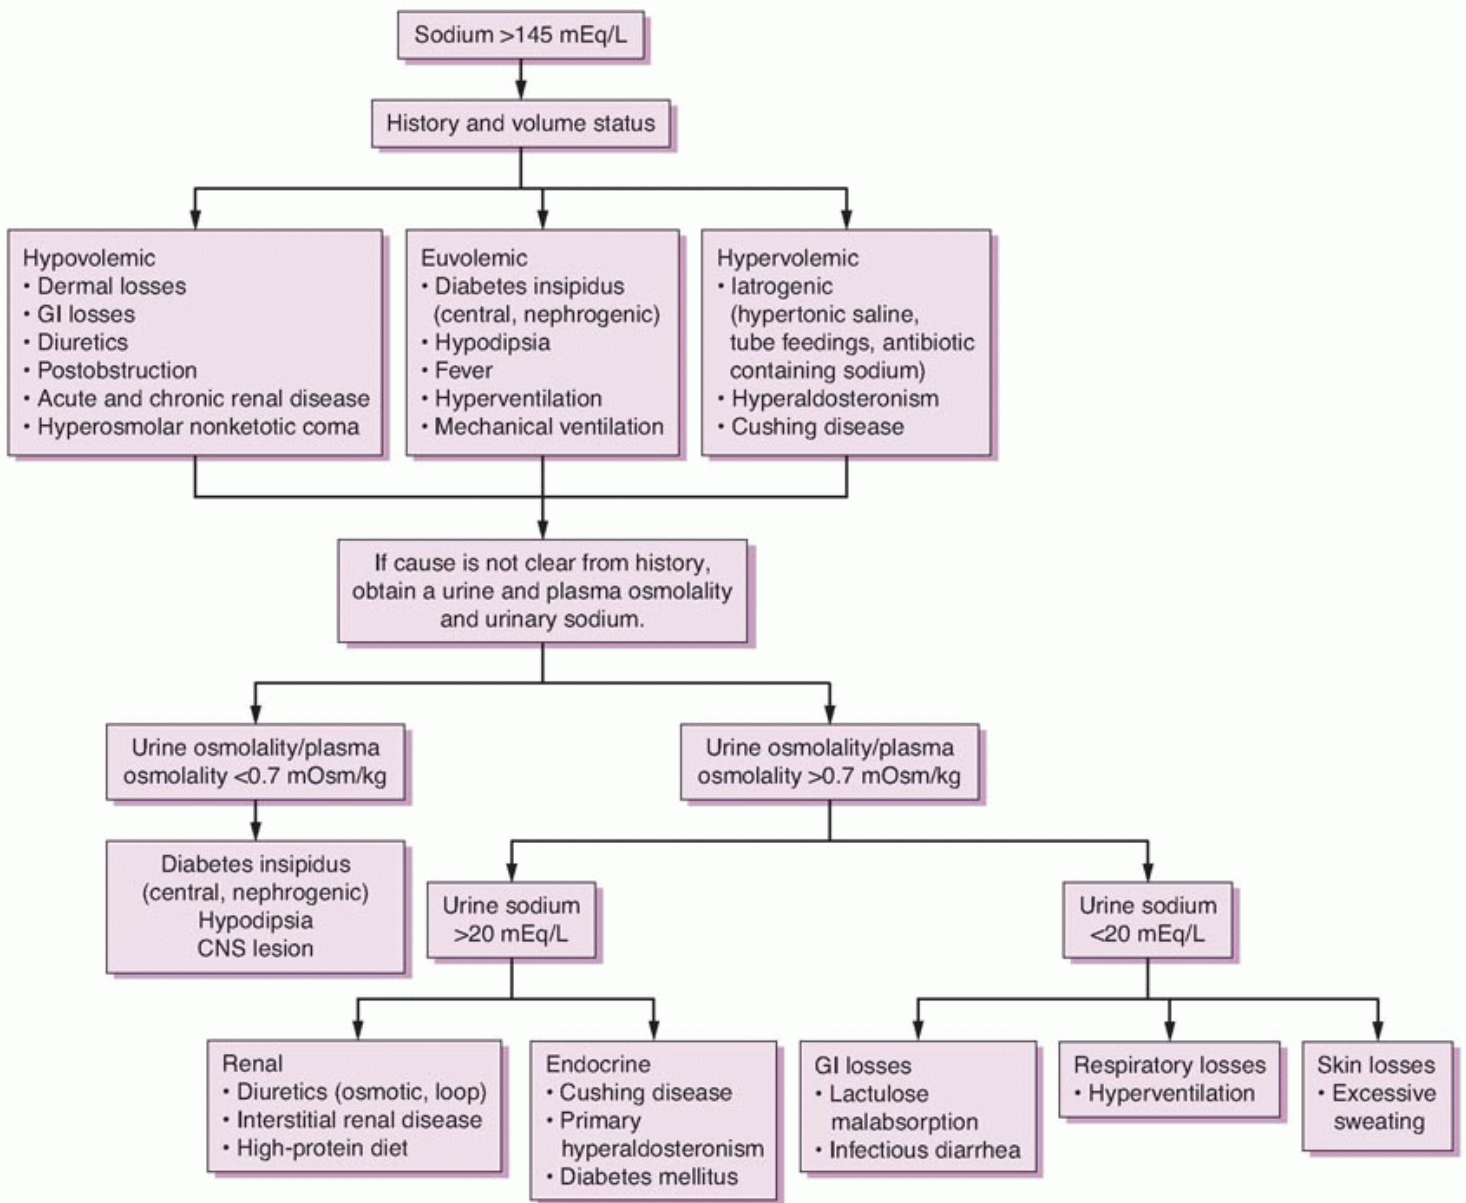 Sodium >145 mEq/L
History and volume status
Hypovolemic
• Dermal losses
• GI losses
• Diuretics
• Postobstruction
• Acute and chronic renal disease
• Hyperosmolar nonketotic coma
Euvolemic
• Diabetes insipidus
(central, nephrogenic)
• Hypodipsia
• Fever
• Hyperventilation
• Mechanical ventilation
Hypervolemic
• Iatrogenic
(hypertonic saline,
tube feedings, antibiotic
containing sodium)
• Hyperaldosteronism
• Cushing disease
If cause is not clear from history,
obtain a urine and plasma osmolality
and urinary sodium.
Urine osmolality/plasma
osmolality <0.7 mOsm/kg
Urine osmolality/plasma
osmolality >0.7 mOsm/kg
Diabetes insipidus
(central, nephrogenic)
Hypodipsia
CNS lesion
Urine sodium
>20 mEq/L
Urine sodium
<20 mEq/L
Renal
• Diuretics (osmotic, loop)
• Interstitial renal disease
• High-protein diet
Endocrine
• Cushing disease
• Primary
hyperaldosteronism
• Diabetes mellitus
GI losses
• Lactulose
malabsorption
• Infectious diarrhea
Respiratory losses
• Hyperventilation
Skin losses
• Excessive
sweating